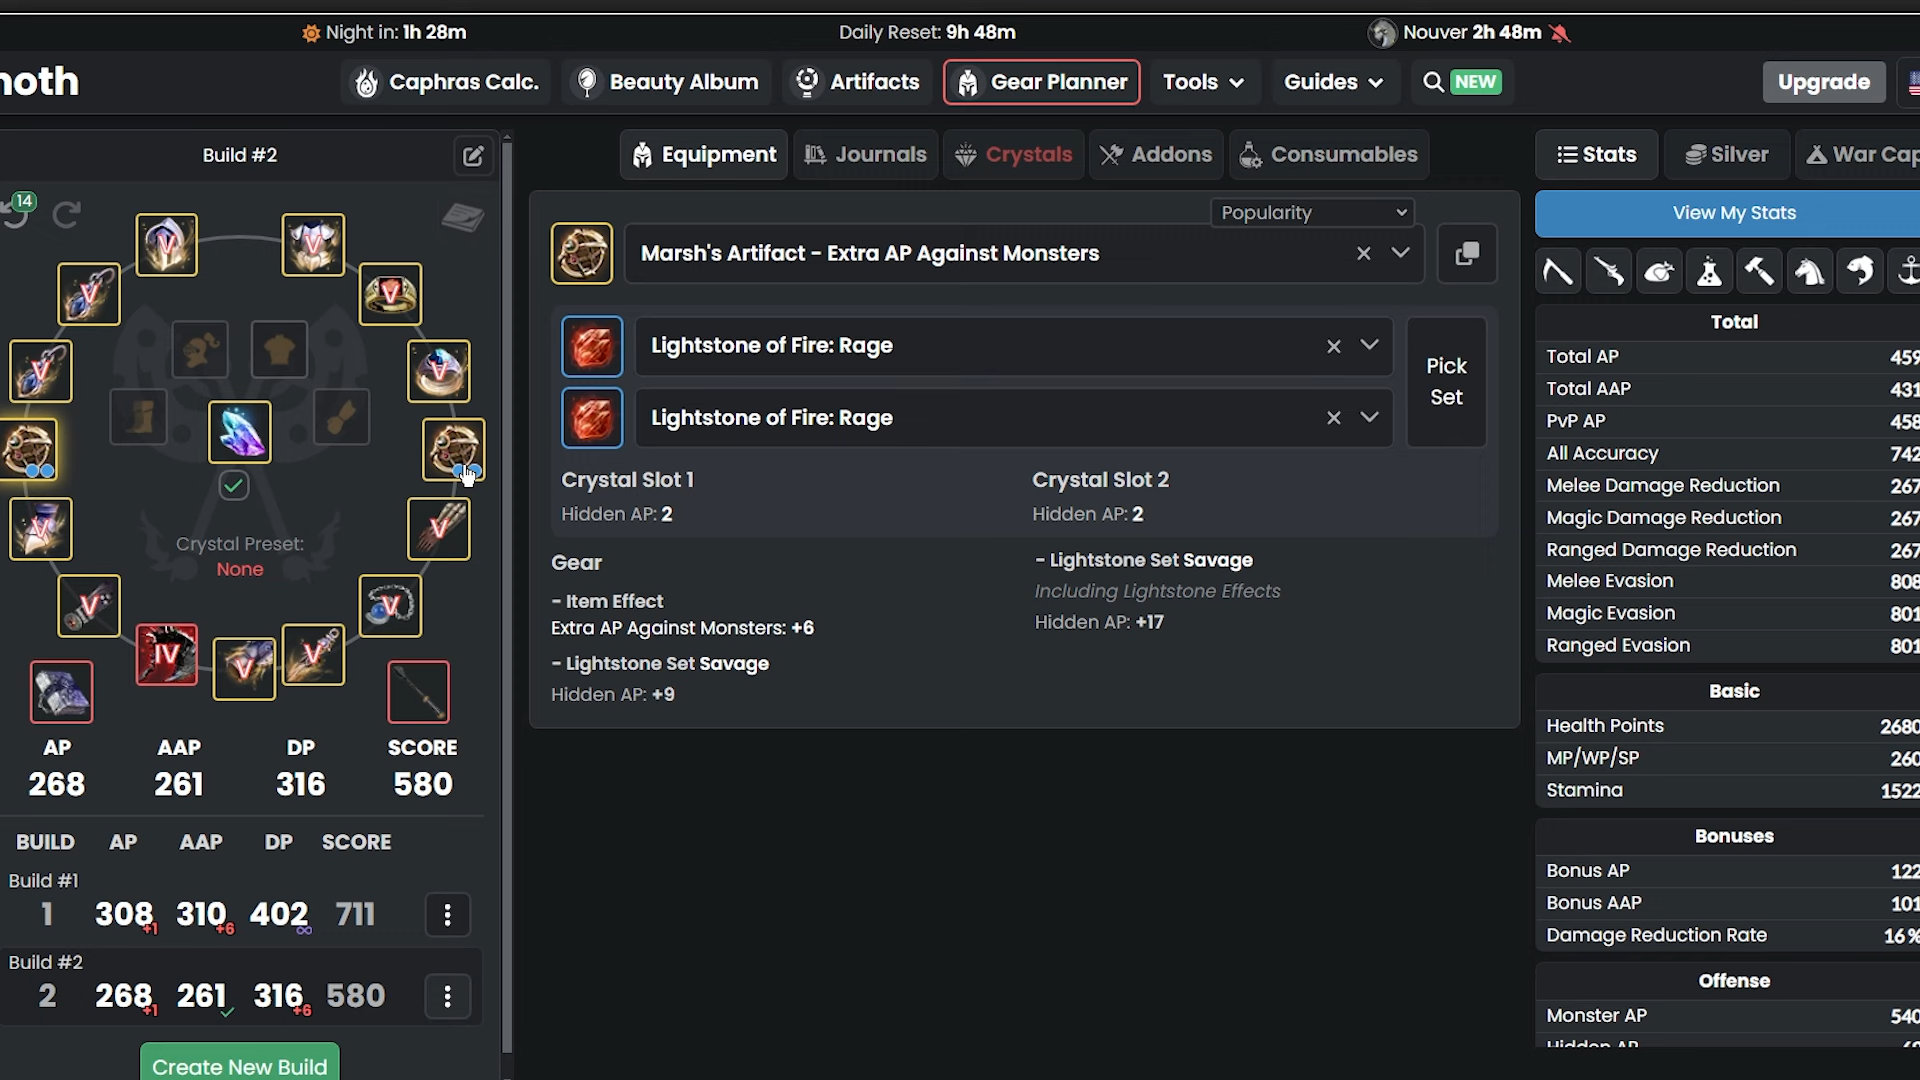 Night in: 1h 28m
Daily Reset: 9h 48m
Nouver 2h 48m
moth
Caphras Calc.
Beauty Album
Artifacts
Gear Planner
Tools
Guides
NEW
Upgrade
Build #2
14
V
V
V
V
V
V
V
V
V
V
IV
V
V
Crystal Preset:
None
AP AAP DP SCORE
268 261 316 580
BUILD AP AAP DP SCORE
Build #1
1 308 +1 310 +6 402 ∞ 711
Build #2
2 268 +1 261 316 +6 580
Create New Build
Equipment
Journals
Crystals
Addons
Consumables
Popularity
Marsh's Artifact - Extra AP Against Monsters
Lightstone of Fire: Rage
Lightstone of Fire: Rage
Pick
Set
Crystal Slot 1
Hidden AP: 2
Crystal Slot 2
Hidden AP: 2
Gear
- Item Effect
Extra AP Against Monsters: +6
- Lightstone Set Savage
Hidden AP: +9
- Lightstone Set Savage
Including Lightstone Effects
Hidden AP: +17
Stats
Silver
War Cap
View My Stats
Total
Total AP 459
Total AAP 431
PvP AP 458
All Accuracy 742
Melee Damage Reduction 267
Magic Damage Reduction 267
Ranged Damage Reduction 267
Melee Evasion 808
Magic Evasion 801
Ranged Evasion 801
Basic
Health Points 2680
MP/WP/SP 260
Stamina 1522
Bonuses
Bonus AP 122
Bonus AAP 101
Damage Reduction Rate 16%
Offense
Monster AP 540
Hidden AP